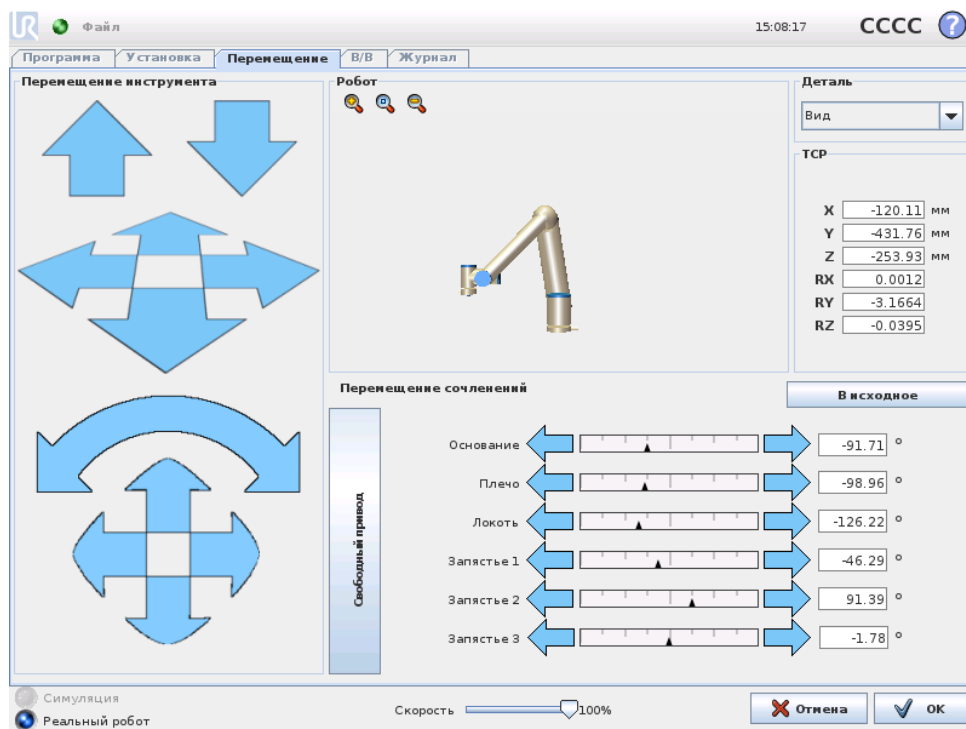 UR Файл 15:08:17 CCCC ?
Программа Установка Перемещение В/В Журнал
Перемещение инструмента
Робот
Деталь
Вид
TCP
X -120.11 мм
Y -431.76 мм
Z -253.93 мм
RX 0.0012
RY -3.1664
RZ -0.0395
Перемещение сочленений
В исходное
Свободный привод
Основание -91.71 °
Плечо -98.96 °
Локоть -126.22 °
Запястье 1 -46.29 °
Запястье 2 91.39 °
Запястье 3 -1.78 °
Симуляция
Реальный робот
Скорость 100%
Отмена
OK